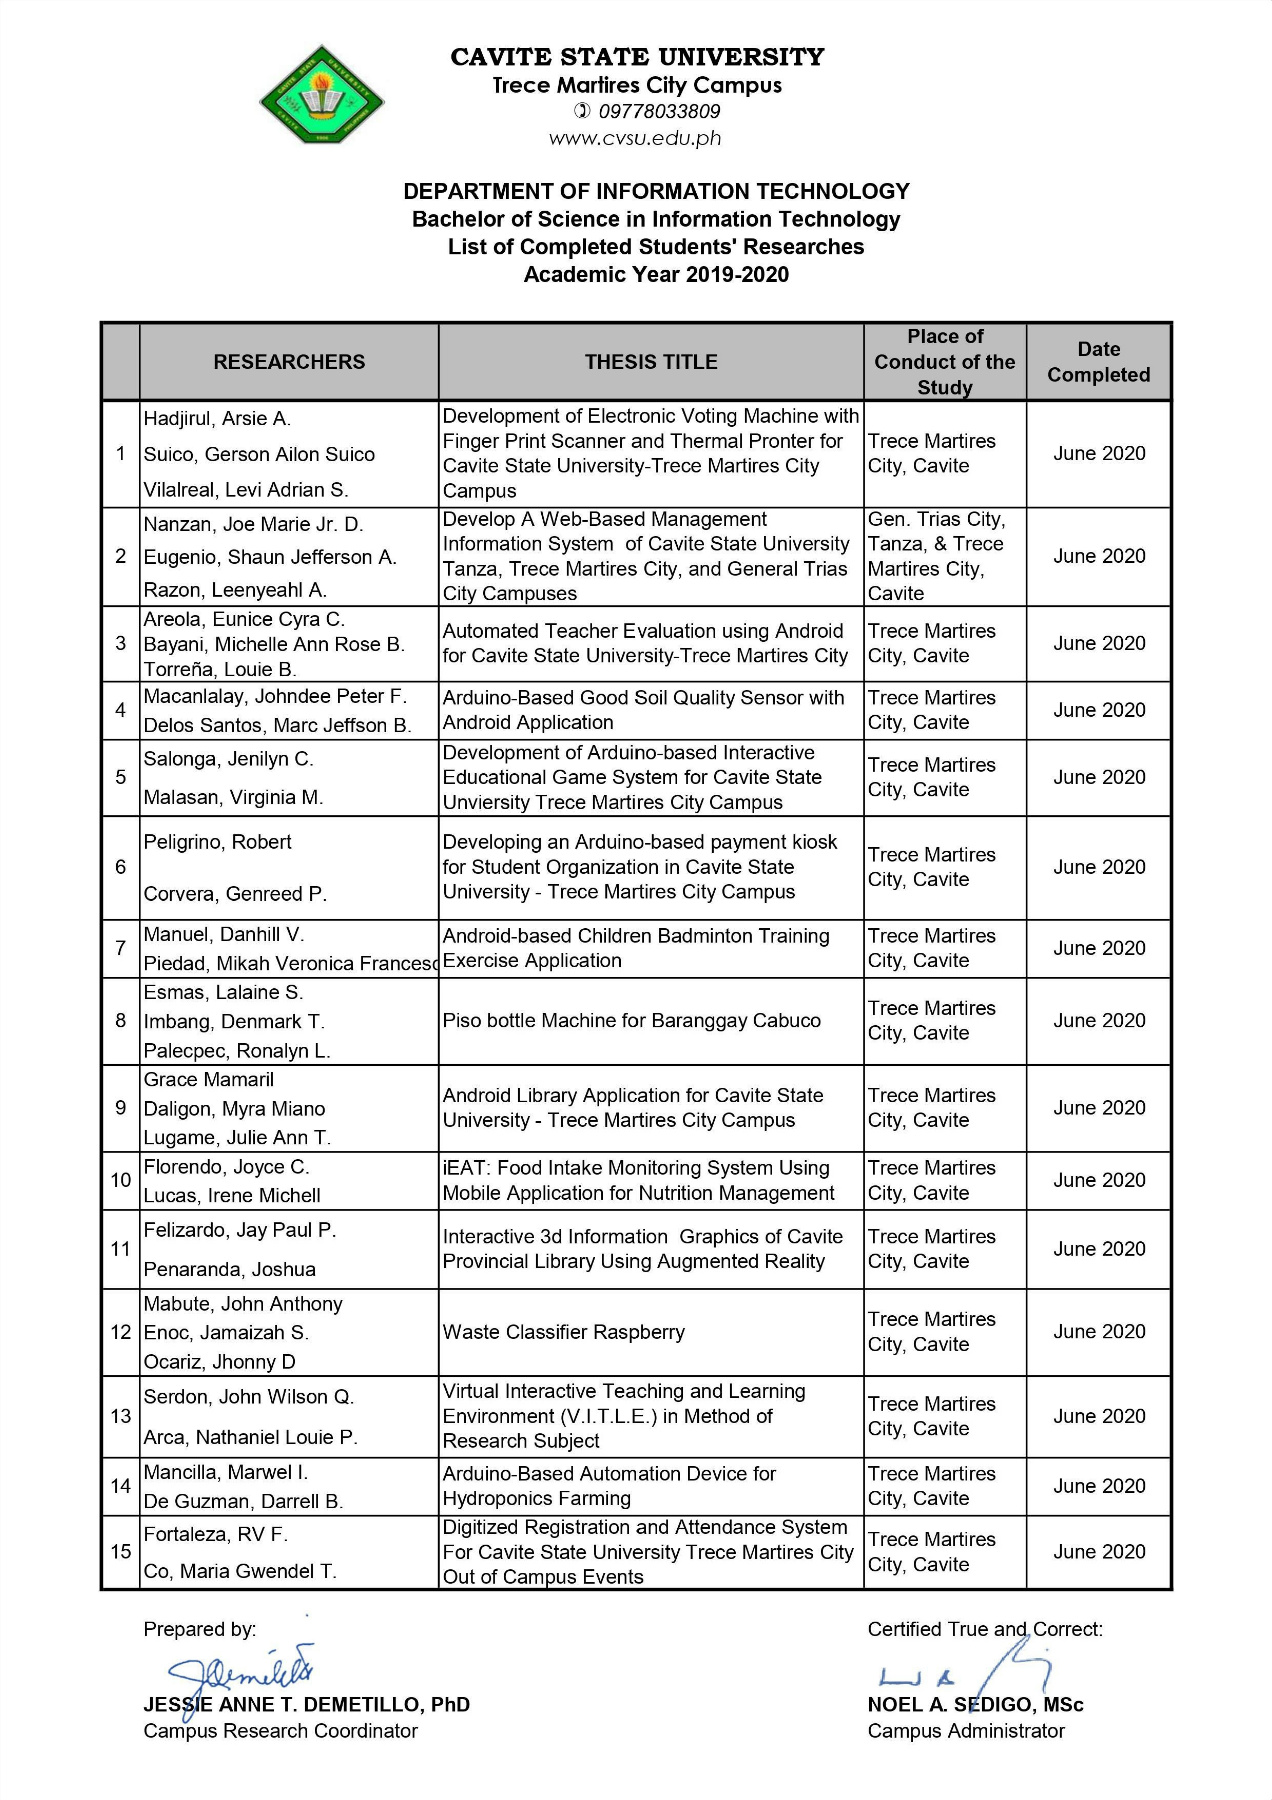 CAVITE STATE UNIVERSITY
Trece Martires City Campus
✆ 09778033809
www.cvsu.edu.ph
CAVITE STATE UNIVERSITY
CAVITE
PHILIPPINES
1906
DEPARTMENT OF INFORMATION TECHNOLOGY
Bachelor of Science in Information Technology
List of Completed Students' Researches
Academic Year 2019-2020
RESEARCHERS
THESIS TITLE
Place of
Conduct of the
Study
Date
Completed
1
Hadjirul, Arsie A.
Suico, Gerson Ailon Suico
Vilalreal, Levi Adrian S.
Development of Electronic Voting Machine with
Finger Print Scanner and Thermal Pronter for
Cavite State University-Trece Martires City
Campus
Trece Martires
City, Cavite
June 2020
2
Nanzan, Joe Marie Jr. D.
Eugenio, Shaun Jefferson A.
Razon, Leenyeahl A.
Develop A Web-Based Management
Information System of Cavite State University
Tanza, Trece Martires City, and General Trias
City Campuses
Gen. Trias City,
Tanza, & Trece
Martires City,
Cavite
June 2020
3
Areola, Eunice Cyra C.
Bayani, Michelle Ann Rose B.
Torreña, Louie B.
Automated Teacher Evaluation using Android
for Cavite State University-Trece Martires City
Trece Martires
City, Cavite
June 2020
4
Macanlalay, Johndee Peter F.
Delos Santos, Marc Jeffson B.
Arduino-Based Good Soil Quality Sensor with
Android Application
Trece Martires
City, Cavite
June 2020
5
Salonga, Jenilyn C.
Malasan, Virginia M.
Development of Arduino-based Interactive
Educational Game System for Cavite State
Unviersity Trece Martires City Campus
Trece Martires
City, Cavite
June 2020
6
Peligrino, Robert
Corvera, Genreed P.
Developing an Arduino-based payment kiosk
for Student Organization in Cavite State
University - Trece Martires City Campus
Trece Martires
City, Cavite
June 2020
7
Manuel, Danhill V.
Piedad, Mikah Veronica Francesc
Android-based Children Badminton Training
Exercise Application
Trece Martires
City, Cavite
June 2020
8
Esmas, Lalaine S.
Imbang, Denmark T.
Palecpec, Ronalyn L.
Piso bottle Machine for Baranggay Cabuco
Trece Martires
City, Cavite
June 2020
9
Grace Mamaril
Daligon, Myra Miano
Lugame, Julie Ann T.
Android Library Application for Cavite State
University - Trece Martires City Campus
Trece Martires
City, Cavite
June 2020
10
Florendo, Joyce C.
Lucas, Irene Michell
iEAT: Food Intake Monitoring System Using
Mobile Application for Nutrition Management
Trece Martires
City, Cavite
June 2020
11
Felizardo, Jay Paul P.
Penaranda, Joshua
Interactive 3d Information Graphics of Cavite
Provincial Library Using Augmented Reality
Trece Martires
City, Cavite
June 2020
12
Mabute, John Anthony
Enoc, Jamaizah S.
Ocariz, Jhonny D
Waste Classifier Raspberry
Trece Martires
City, Cavite
June 2020
13
Serdon, John Wilson Q.
Arca, Nathaniel Louie P.
Virtual Interactive Teaching and Learning
Environment (V.I.T.L.E.) in Method of
Research Subject
Trece Martires
City, Cavite
June 2020
14
Mancilla, Marwel I.
De Guzman, Darrell B.
Arduino-Based Automation Device for
Hydroponics Farming
Trece Martires
City, Cavite
June 2020
15
Fortaleza, RV F.
Co, Maria Gwendel T.
Digitized Registration and Attendance System
For Cavite State University Trece Martires City
Out of Campus Events
Trece Martires
City, Cavite
June 2020
Prepared by:
JESSIE ANNE T. DEMETILLO, PhD
Campus Research Coordinator
Certified True and Correct:
NOEL A. SEDIGO, MSc
Campus Administrator